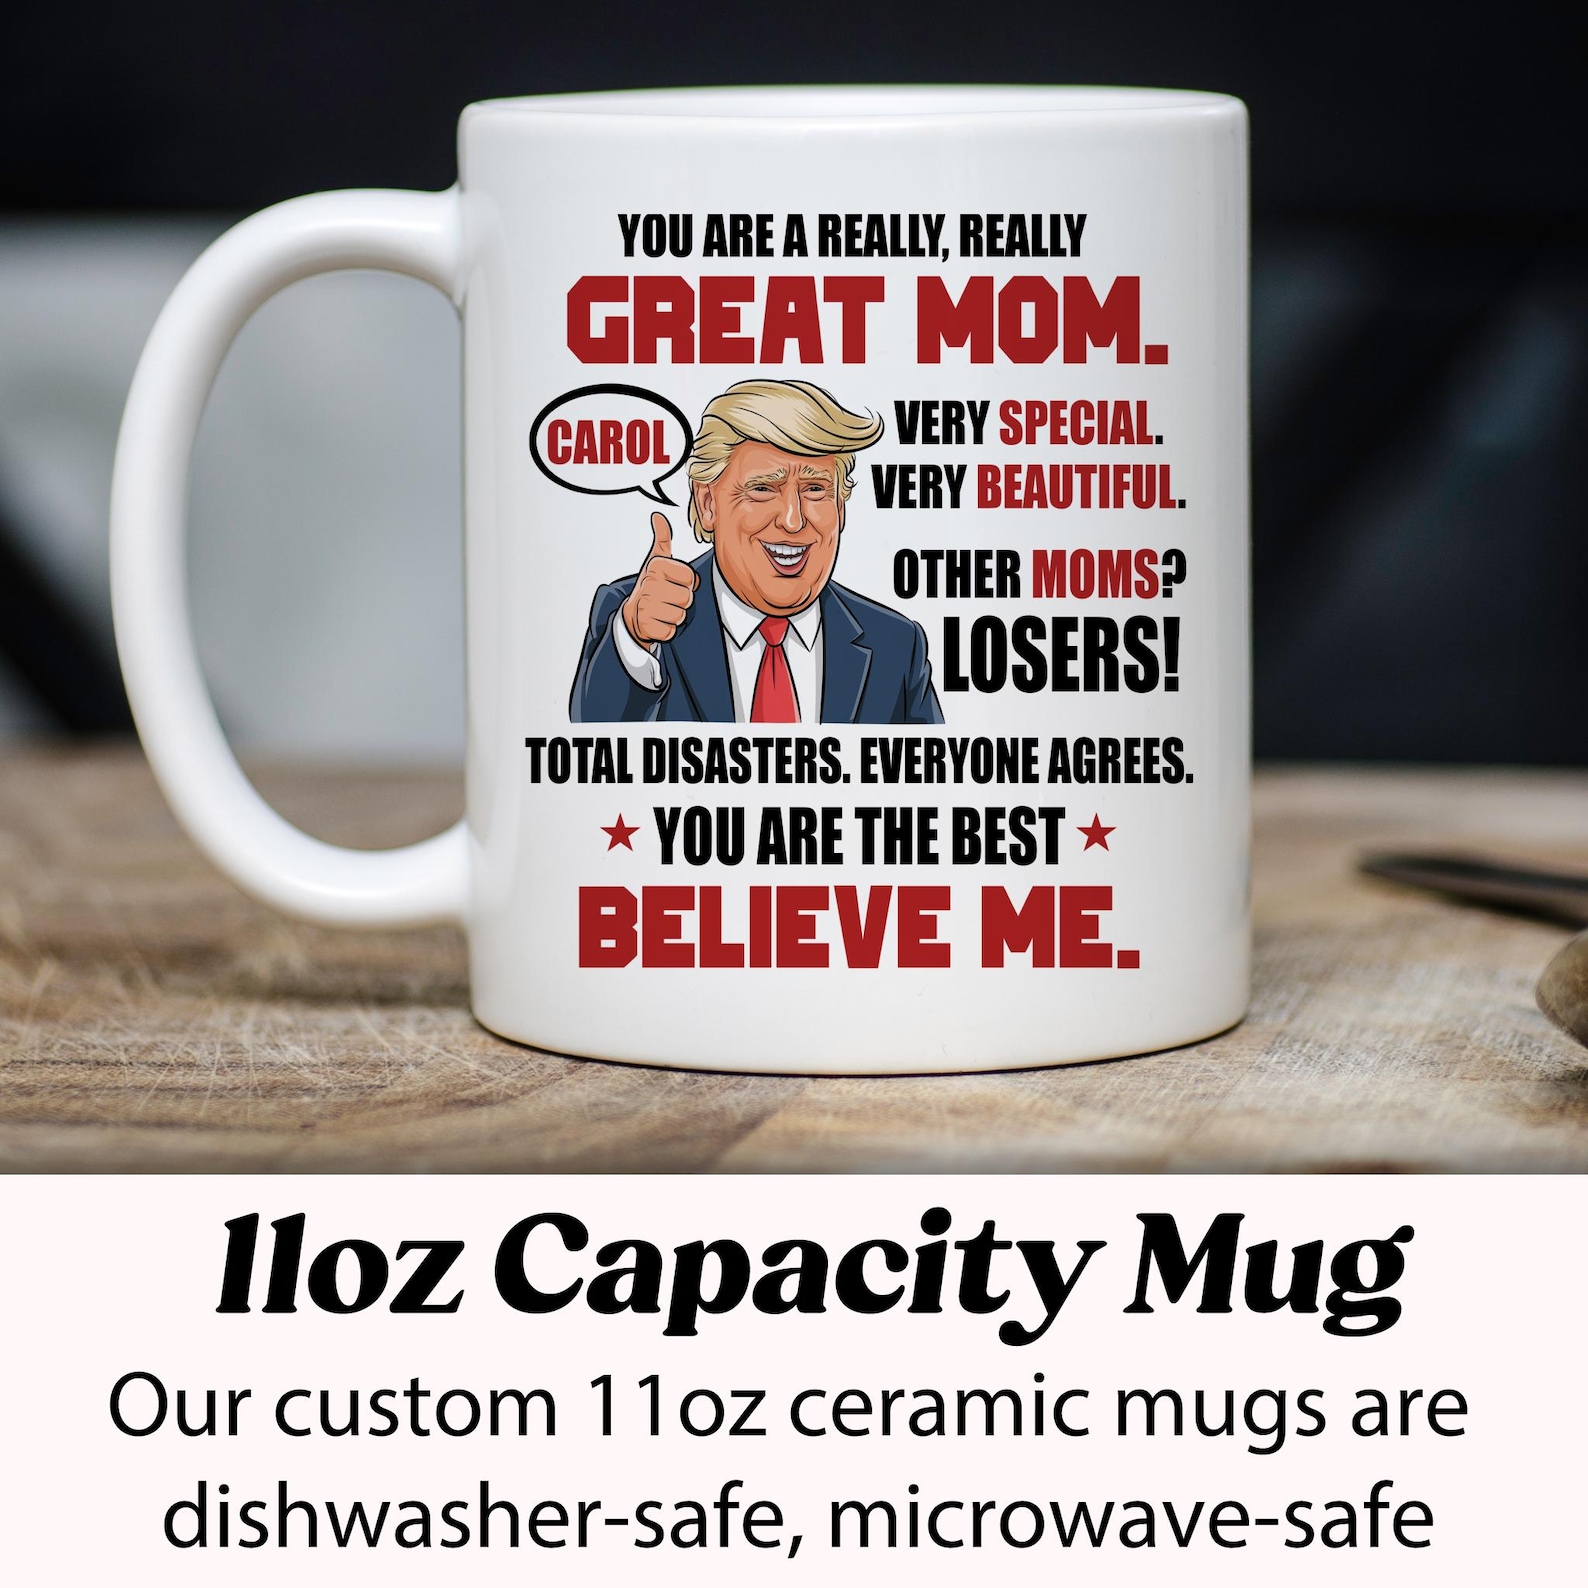 YOU ARE A REALLY, REALLY
GREAT MOM.
CAROL
VERY SPECIAL.
VERY BEAUTIFUL.
OTHER MOMS?
LOSERS!
TOTAL DISASTERS. EVERYONE AGREES.
YOU ARE THE BEST
BELIEVE ME.
11oz Capacity Mug
Our custom 11oz ceramic mugs are
dishwasher-safe, microwave-safe